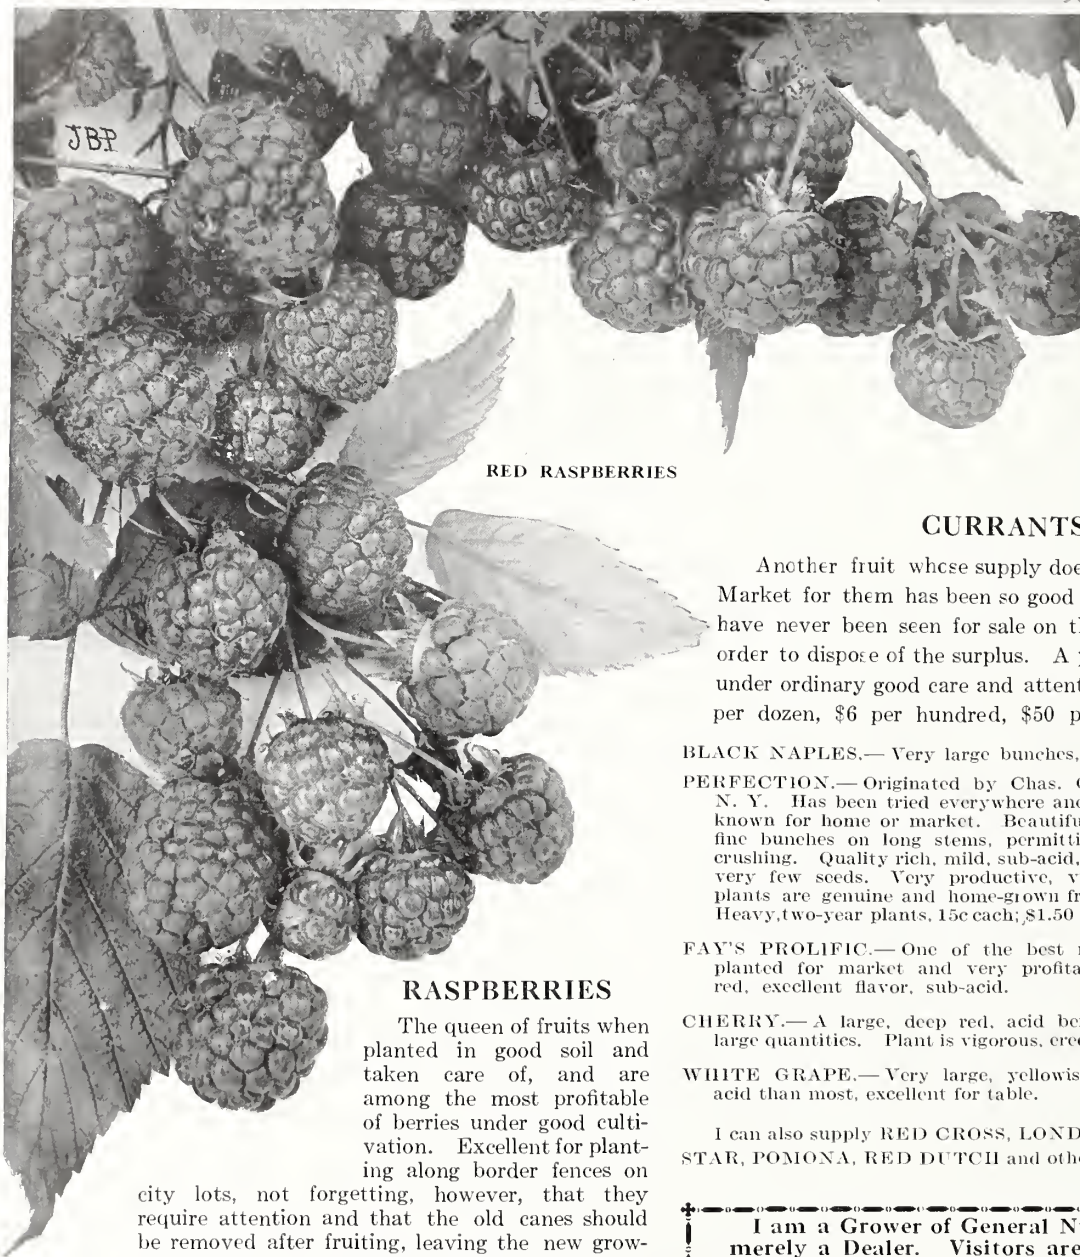 JBP
RED RASPBERRIES
RASPBERRIES
The queen of fruits when
planted in good soil and
taken care of, and are
among the most profitable
of berries under good culti-
vation. Excellent for plant-
ing along border fences on
city lots, not forgetting, however, that they
require attention and that the old canes should
be removed after fruiting, leaving the new grow-
CURRANTS
Another fruit whose supply doe
Market for them has been so good
have never been seen for sale on t
order to dispose of the surplus. A
under ordinary good care and attent
per dozen, $6 per hundred, $50 p
BLACK NAPLES.— Very large bunches,
PERFECTION.— Originated by Chas.
N. Y. Has been tried everywhere and
known for home or market. Beautifu
fine bunches on long stems, permitti
crushing. Quality rich, mild, sub-acid,
very few seeds. Very productive, v
plants are genuine and home-grown fr
Heavy, two-year plants, 15c each; $1.50
FAY'S PROLIFIC.— One of the best
planted for market and very profita
red, excellent flavor, sub-acid.
CHERRY.— A large, deep red, acid be
large quantities. Plant is vigorous, ere
WHITE GRAPE.— Very large, yellowis
acid than most, excellent for table.
I can also supply RED CROSS, LOND
STAR, POMONA, RED DUTCH and oth
I am a Grower of General N
merely a Dealer. Visitors are